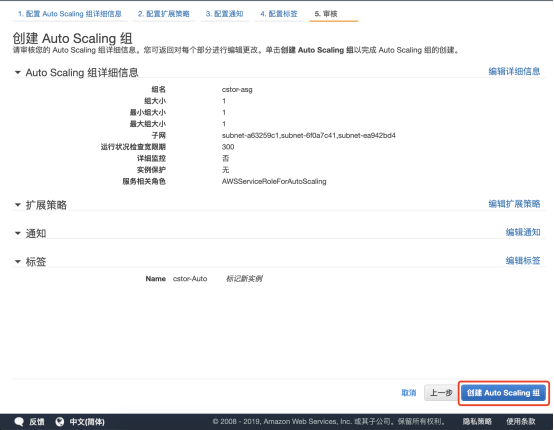 1. 配置 Auto Scaling 组详细信息 2. 配置扩展策略 3. 配置通知 4. 配置标签 5. 审核
创建 Auto Scaling 组
请审核您的 Auto Scaling 组详细信息。您可返回对每个部分进行编辑更改。单击创建 Auto Scaling 组以完成 Auto Scaling 组的创建。
Auto Scaling 组详细信息 编辑详细信息
组名 cstor-asg
组大小 1
最小组大小 1
最大组大小 1
子网 subnet-a63259c1,subnet-6f0a7c41,subnet-ea942bd4
运行状况检查宽限期 300
详细监控 否
实例保护 无
服务相关角色 AWSServiceRoleForAutoScaling
扩展策略 编辑扩展策略
通知 编辑通知
标签 编辑标签
Name cstor-Auto 标记新实例
取消 上一步 创建 Auto Scaling 组
反馈 中文(简体) © 2008 - 2019, Amazon Web Services, Inc. 或其子公司。保留所有权利。 隐私策略 使用条款